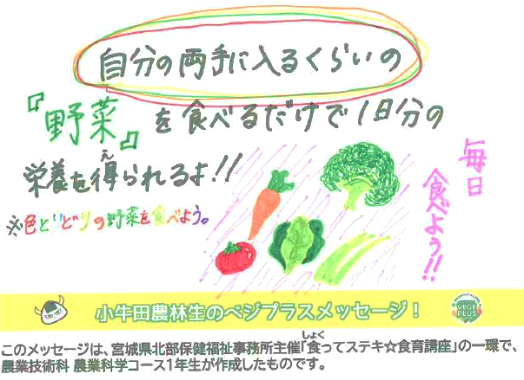 自分の両手に入るくらいの
『野菜』を食べるだけで1日分の
栄養を得られるよ!!
え
※色とりどりの野菜を食べよう。
毎日
食べよう!!
小牛田農林生のベジプラスメッセージ!
VEGE PLUS
しょく
このメッセージは、宮城県北部保健福祉事務所主催「食ってステキ☆食育講座」の一環で、
農業技術科 農業科学コース1年生が作成したものです。